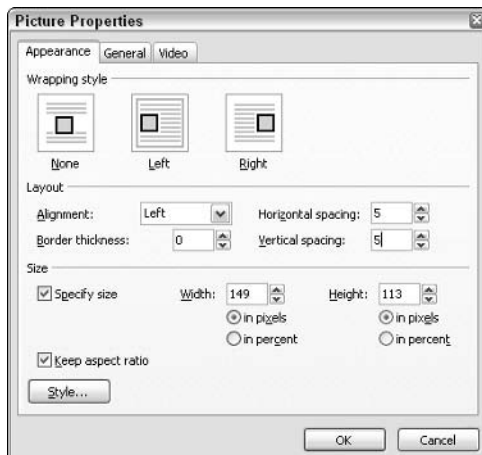 Picture Properties
Appearance General Video
Wrapping style
None Left Right
Layout
Alignment: Left Horizontal spacing: 5
Border thickness: 0 Vertical spacing: 5
Size
Specify size Width: 149 Height: 113
in pixels in pixels
in percent in percent
Keep aspect ratio
Style...
OK Cancel